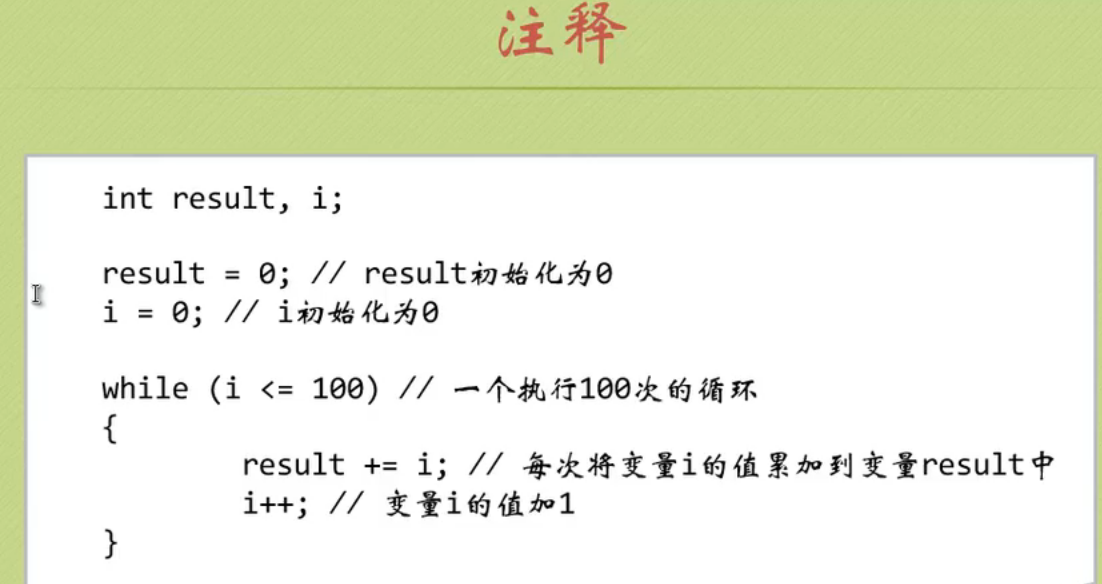 注释
int result, i;
result = 0; // result初始化为0
i = 0; // i初始化为0
while (i <= 100) // 一个执行100次的循环
{
result += i; // 每次将变量i的值累加到变量result中
i++; // 变量i的值加1
}